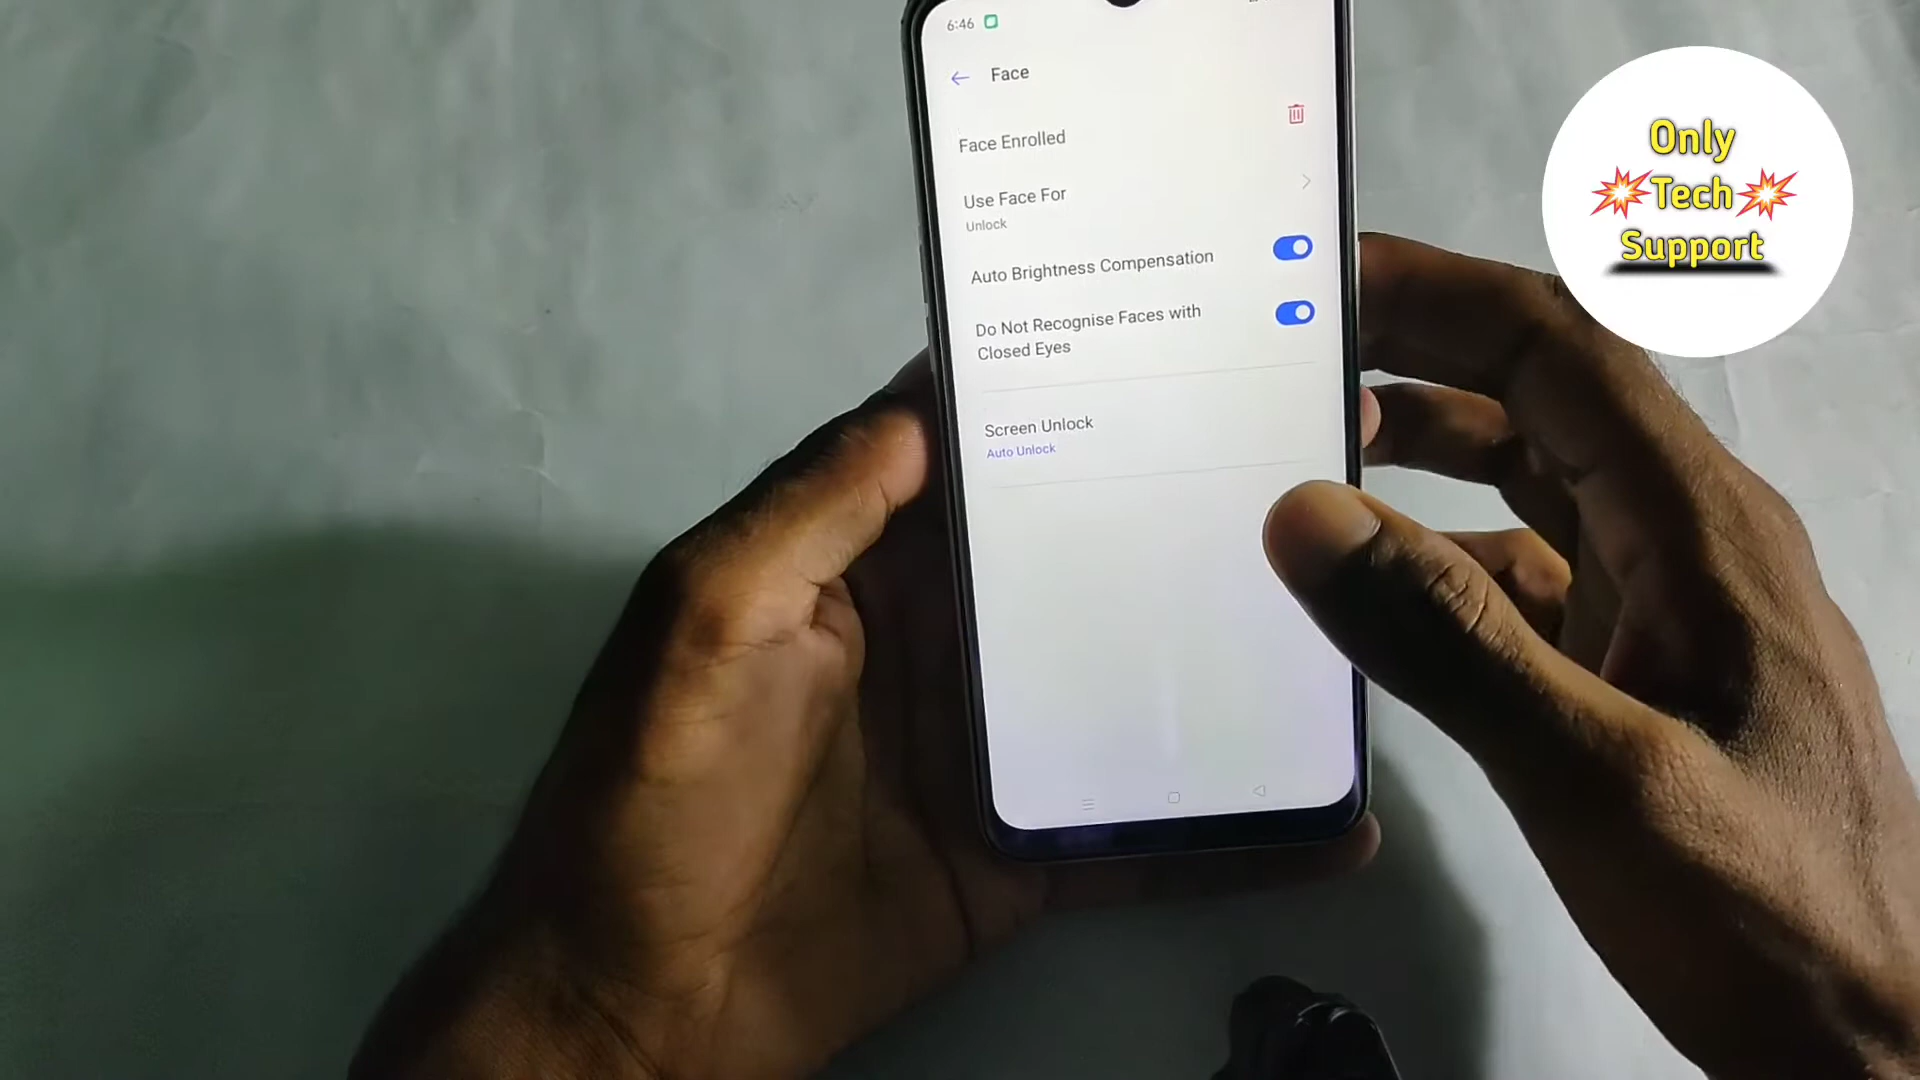 6:46
Face
Face Enrolled
Use Face For
Unlock
Auto Brightness Compensation
Do Not Recognise Faces with
Closed Eyes
Screen Unlock
Auto Unlock
Only
Tech
Support